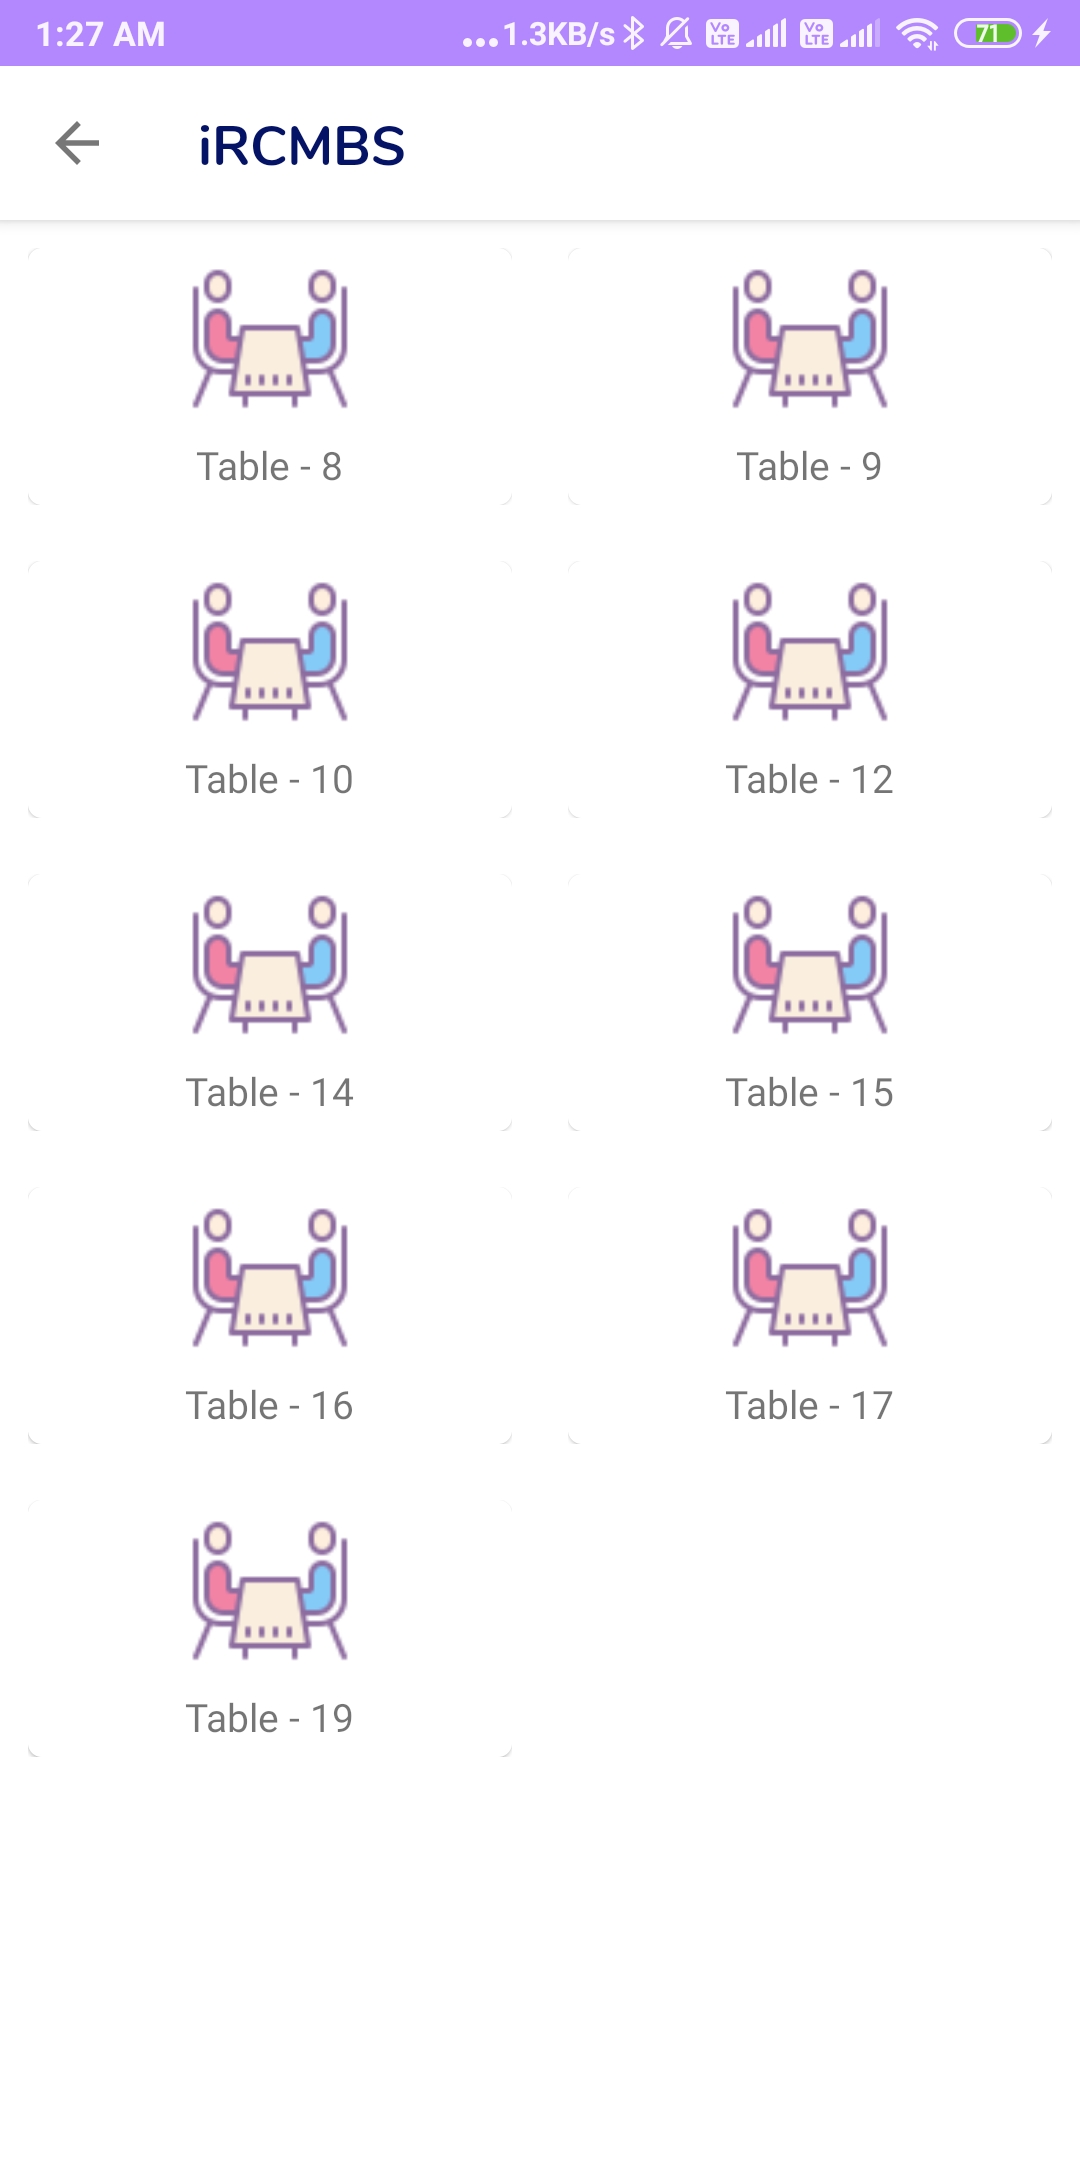 1:27 AM ...1.3KB/s Vo LTE Vo LTE 71
iRCMBS
Table - 8 Table - 9
Table - 10 Table - 12
Table - 14 Table - 15
Table - 16 Table - 17
Table - 19